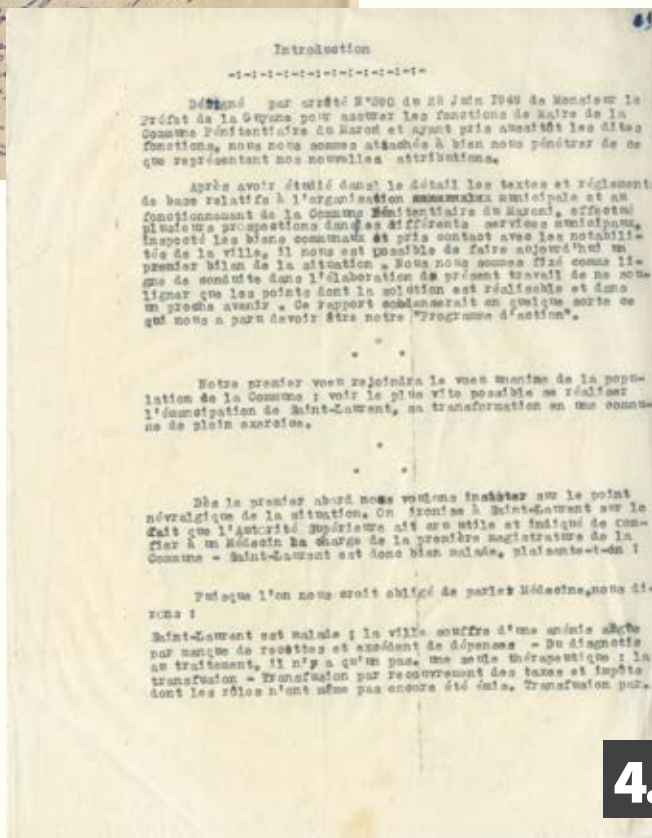 Introduction
-:-:-:-:-:-:-:-:-:-:-:-:-
Désigné par arrêté N°390 du 28 Juin 1949 de Monsieur le
Préfet de la Guyane pour assurer les fonctions de Maire de la
Commune Pénitentiaire du Maroni et ayant pris aussitôt les dites
fonctions, nous nous sommes attachés à bien nous pénétrer de ce
que représentent nos nouvelles attributions.
Après avoir étudié dans le détail les textes et réglements
de base relatifs à l'organisation municipale et au
fonctionnement de la Commune Pénitentiaire du Maroni, effectué
plusieurs prospections dans les différents services municipaux,
inspecté les biens communaux et pris contact avec les notabili-
tés de la ville, il nous est possible de faire aujourd'hui un
premier bilan de la situation . Nous nous sommes fixé comme li-
gne de conduite dans l'élaboration de présent travail de ne sou-
ligner que les points dont la solution est réalisable et dans
un proche avenir . Ce rapport condenserait en quelque sorte ce
qui nous a paru devoir être notre "Programme d'action".
*
* *
Notre premier voeu rejoindra le voeu unanime de la popu-
lation de la Commune : voir le plus vite possible se réaliser
l'émancipation de Saint-Laurent, sa transformation en une commu-
ne de plein exercice.
*
* *
Dès le premier abord nous voulons insister sur le point
névralgique de la situation. On ironise à Saint-Laurent sur le
fait que l'Autorité Supérieure ait cru utile et indiqué de con-
fier à un Médecin la charge de la première magistrature de la
Commune - Saint-Laurent est donc bien malade, plaisante-t-on !
Puisque l'on nous croit obligé de parler Médecine,nous di-
rons :
Saint-Laurent est malade ; la ville souffre d'une anémie aigüe
par manque de recettes et excédent de dépenses - Du diagnotic
au traitement, il n'y a qu'un pas. une seule thérapeutique : la
transfusion - Transfusion par recouvrement des taxes et impôts
dont les rôles n'ont même pas encore été émis. Transfusion par.
4.